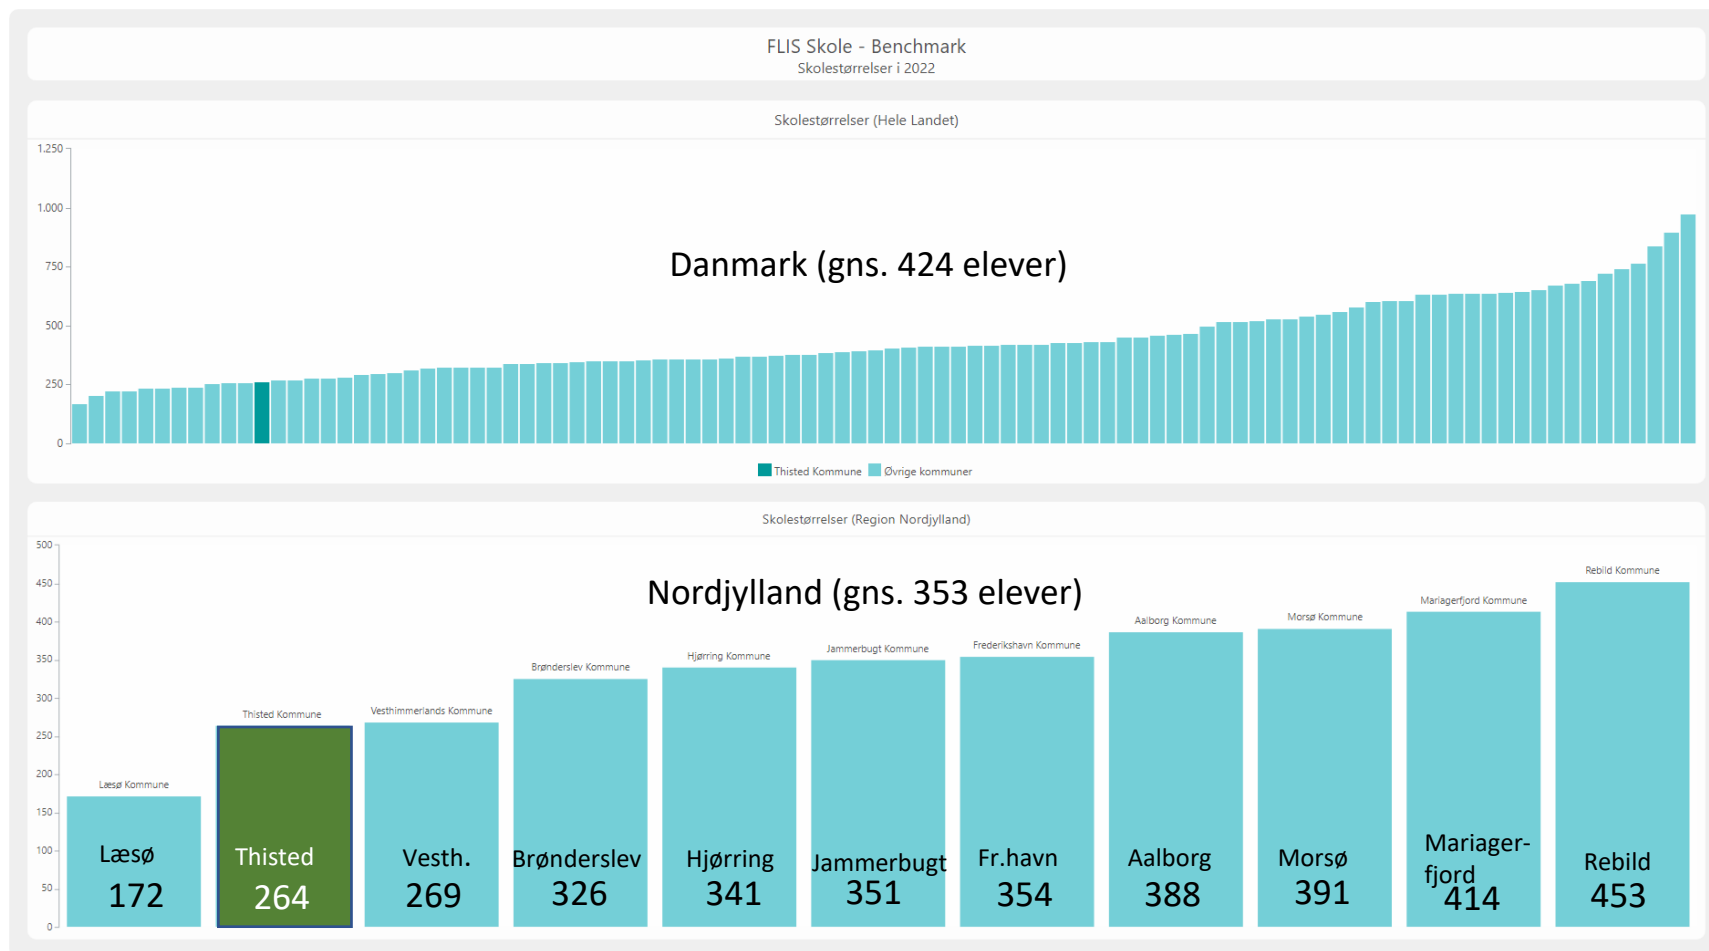 FLIS Skole - Benchmark
Skolestørrelser i 2022
Skolestørrelser (Hele Landet)
1.250
1.000
750
500
250
0
Danmark (gns. 424 elever)
Thisted Kommune Øvrige kommuner
Skolestørrelser (Region Nordjylland)
500
450
400
350
300
250
200
150
100
50
0
Nordjylland (gns. 353 elever)
Læsø Kommune
Thisted Kommune
Vesthimmerlands Kommune
Brønderslev Kommune
Hjørring Kommune
Jammerbugt Kommune
Frederikshavn Kommune
Aalborg Kommune
Morsø Kommune
Mariagerfjord Kommune
Rebild Kommune
Læsø
172
Thisted
264
Vesth.
269
Brønderslev
326
Hjørring
341
Jammerbugt
351
Fr.havn
354
Aalborg
388
Morsø
391
Mariager-
fjord
414
Rebild
453